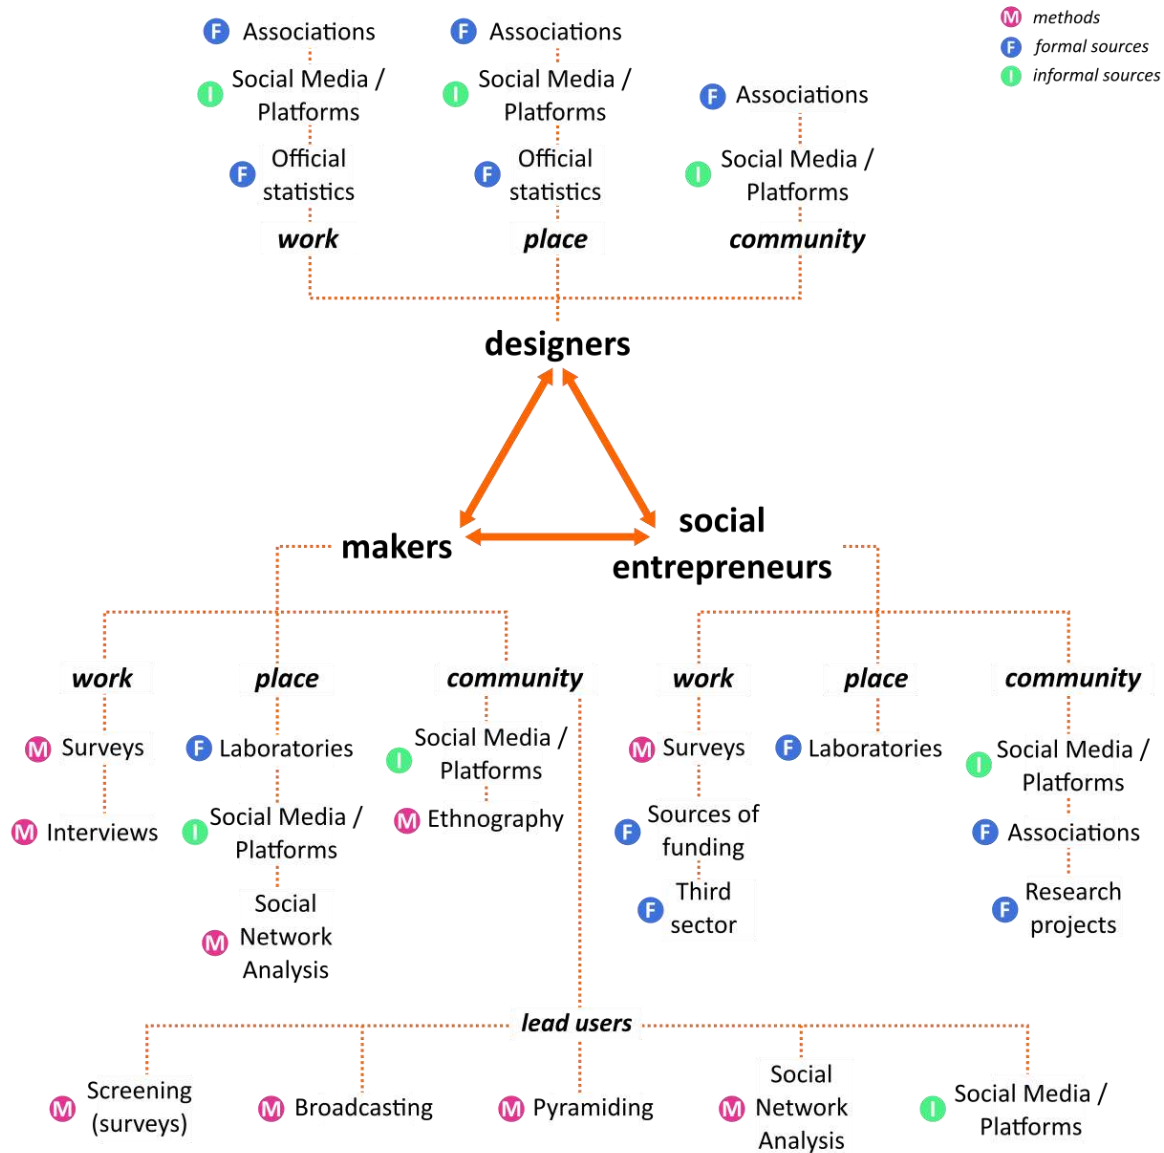 M methods
F formal sources
I informal sources
F Associations
I Social Media /
Platforms
F Official
statistics
work
F Associations
I Social Media /
Platforms
F Official
statistics
place
F Associations
I Social Media /
Platforms
community
designers
makers
social
entrepreneurs
work
M Surveys
M Interviews
place
F Laboratories
I Social Media /
Platforms
M Social
Network
Analysis
community
I Social Media /
Platforms
M Ethnography
work
M Surveys
F Sources of
funding
F Third
sector
place
F Laboratories
community
I Social Media /
Platforms
F Associations
F Research
projects
lead users
M Screening
(surveys)
M Broadcasting
M Pyramiding
M Social
Network
Analysis
I Social Media /
Platforms